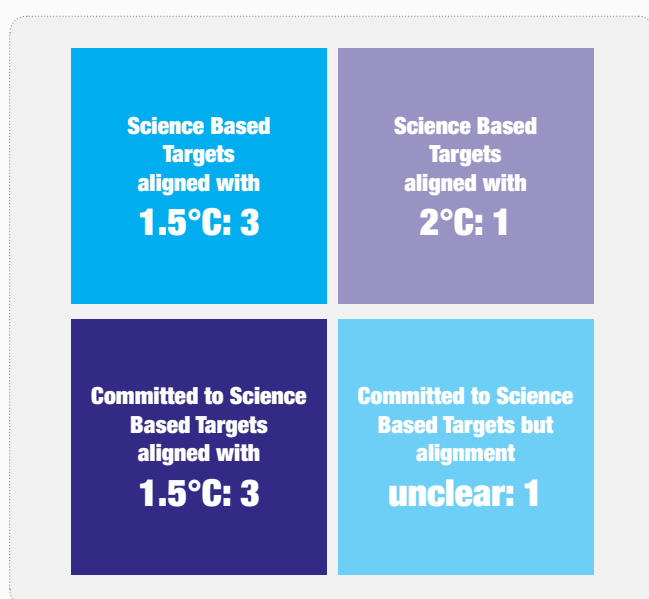 Science Based
Targets
aligned with
1.5°C: 3
Science Based
Targets
aligned with
2°C: 1
Committed to Science
Based Targets
aligned with
1.5°C: 3
Committed to Science
Based Targets but
alignment
unclear: 1